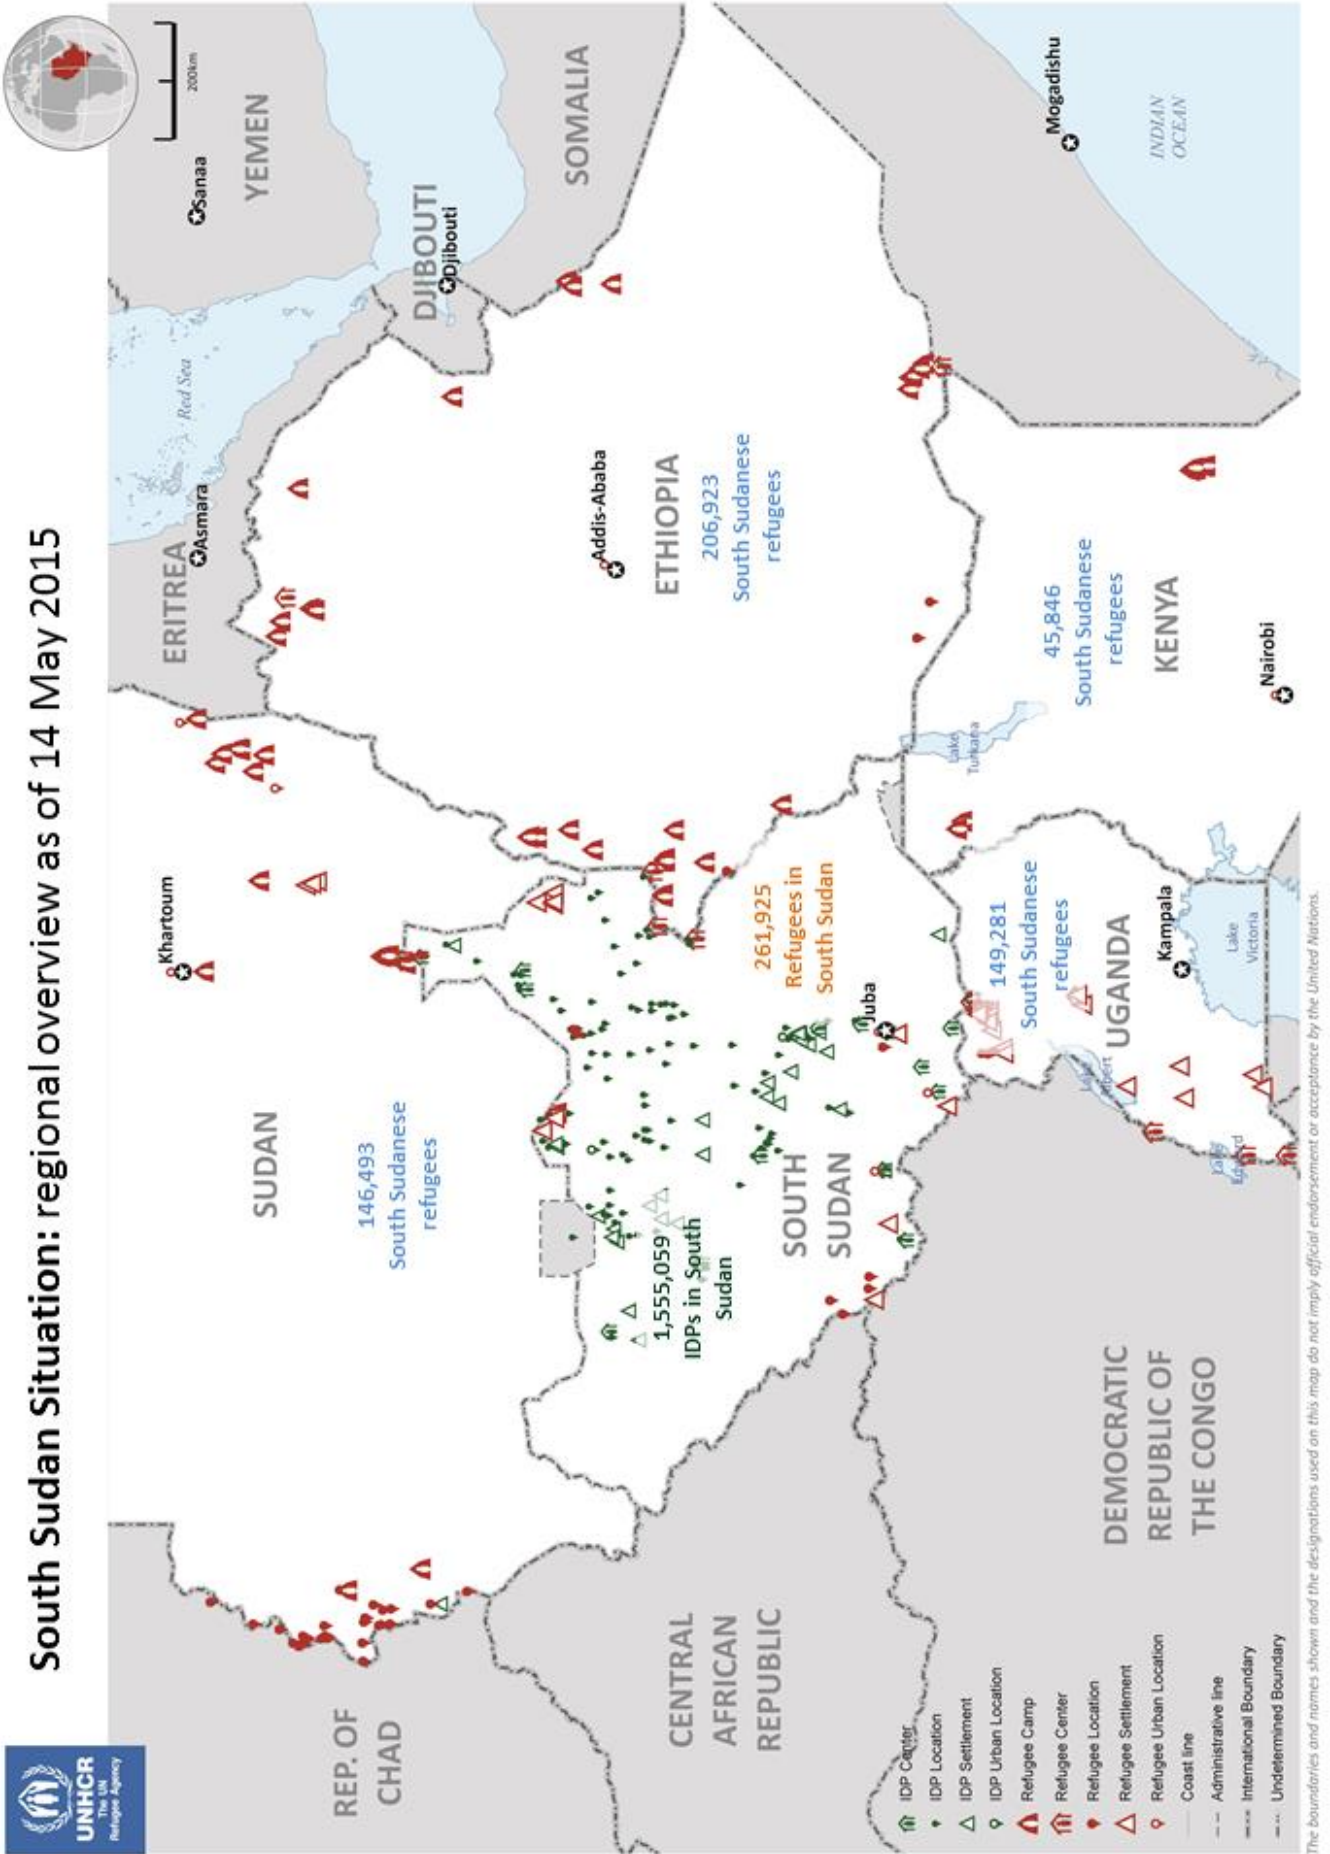 South Sudan Situation: regional overview as of 14 May 2015
UNHCR
The UN
Refugee Agency
200km
Khartoum
ERITREA
Asmara
Red Sea
Sanaa
YEMEN
SUDAN
146,493
South Sudanese
refugees
REP. OF
CHAD
DJIBOUTI
Djibouti
SOMALIA
Addis-Ababa
ETHIOPIA
206,923
South Sudanese
refugees
1,555,059
IDPs in South
Sudan
261,925
Refugees in
South Sudan
SOUTH
SUDAN
Juba
CENTRAL
AFRICAN
REPUBLIC
Lake
Turkana
45,846
South Sudanese
refugees
KENYA
Nairobi
Mogadishu
INDIAN
OCEAN
149,281
South Sudanese
refugees
UGANDA
Kampala
Lake
Victoria
Lake
Albert
Lake
Edward
DEMOCRATIC
REPUBLIC OF
THE CONGO
IDP Center
IDP Location
IDP Settlement
IDP Urban Location
Refugee Camp
Refugee Center
Refugee Location
Refugee Settlement
Refugee Urban Location
Coast line
Administrative line
International Boundary
Undetermined Boundary
The boundaries and names shown and the designations used on this map do not imply official endorsement or acceptance by the United Nations.